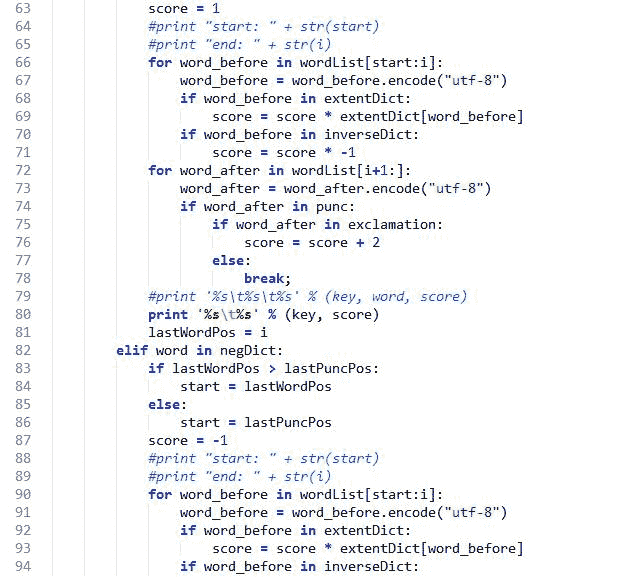 63 score = 1
64 #print "start: " + str(start)
65 #print "end: " + str(i)
66 for word_before in wordList[start:i]:
67 word_before = word_before.encode("utf-8")
68 if word_before in extentDict:
69 score = score * extentDict[word_before]
70 if word_before in inverseDict:
71 score = score * -1
72 for word_after in wordList[i+1:]:
73 word_after = word_after.encode("utf-8")
74 if word_after in punc:
75 if word_after in exclamation:
76 score = score + 2
77 else:
78 break;
79 #print '%s\t%s\t%s' % (key, word, score)
80 print '%s\t%s' % (key, score)
81 lastWordPos = i
82 elif word in negDict:
83 if lastWordPos > lastPuncPos:
84 start = lastWordPos
85 else:
86 start = lastPuncPos
87 score = -1
88 #print "start: " + str(start)
89 #print "end: " + str(i)
90 for word_before in wordList[start:i]:
91 word_before = word_before.encode("utf-8")
92 if word_before in extentDict:
93 score = score * extentDict[word_before]
94 if word_before in inverseDict: